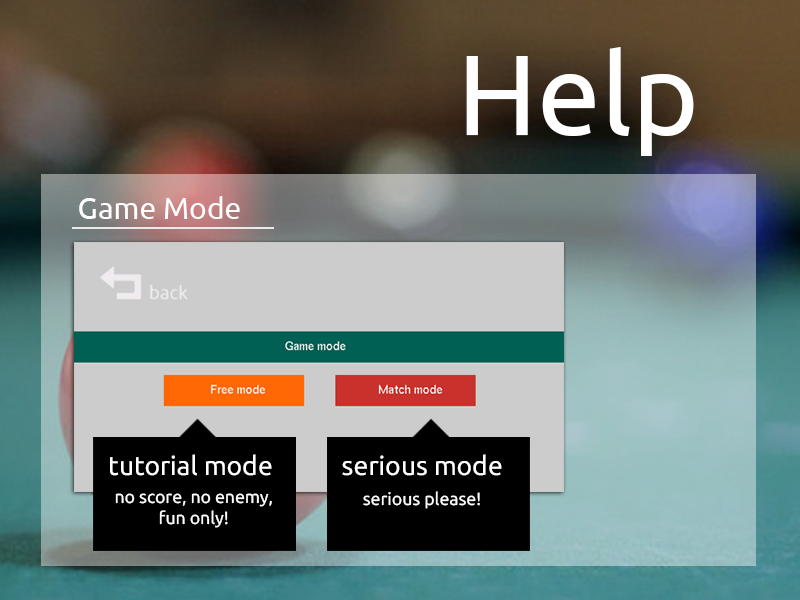 Help
Game Mode
back
Game mode
Free mode
Match mode
tutorial mode
no score, no enemy,
fun only!
serious mode
serious please!